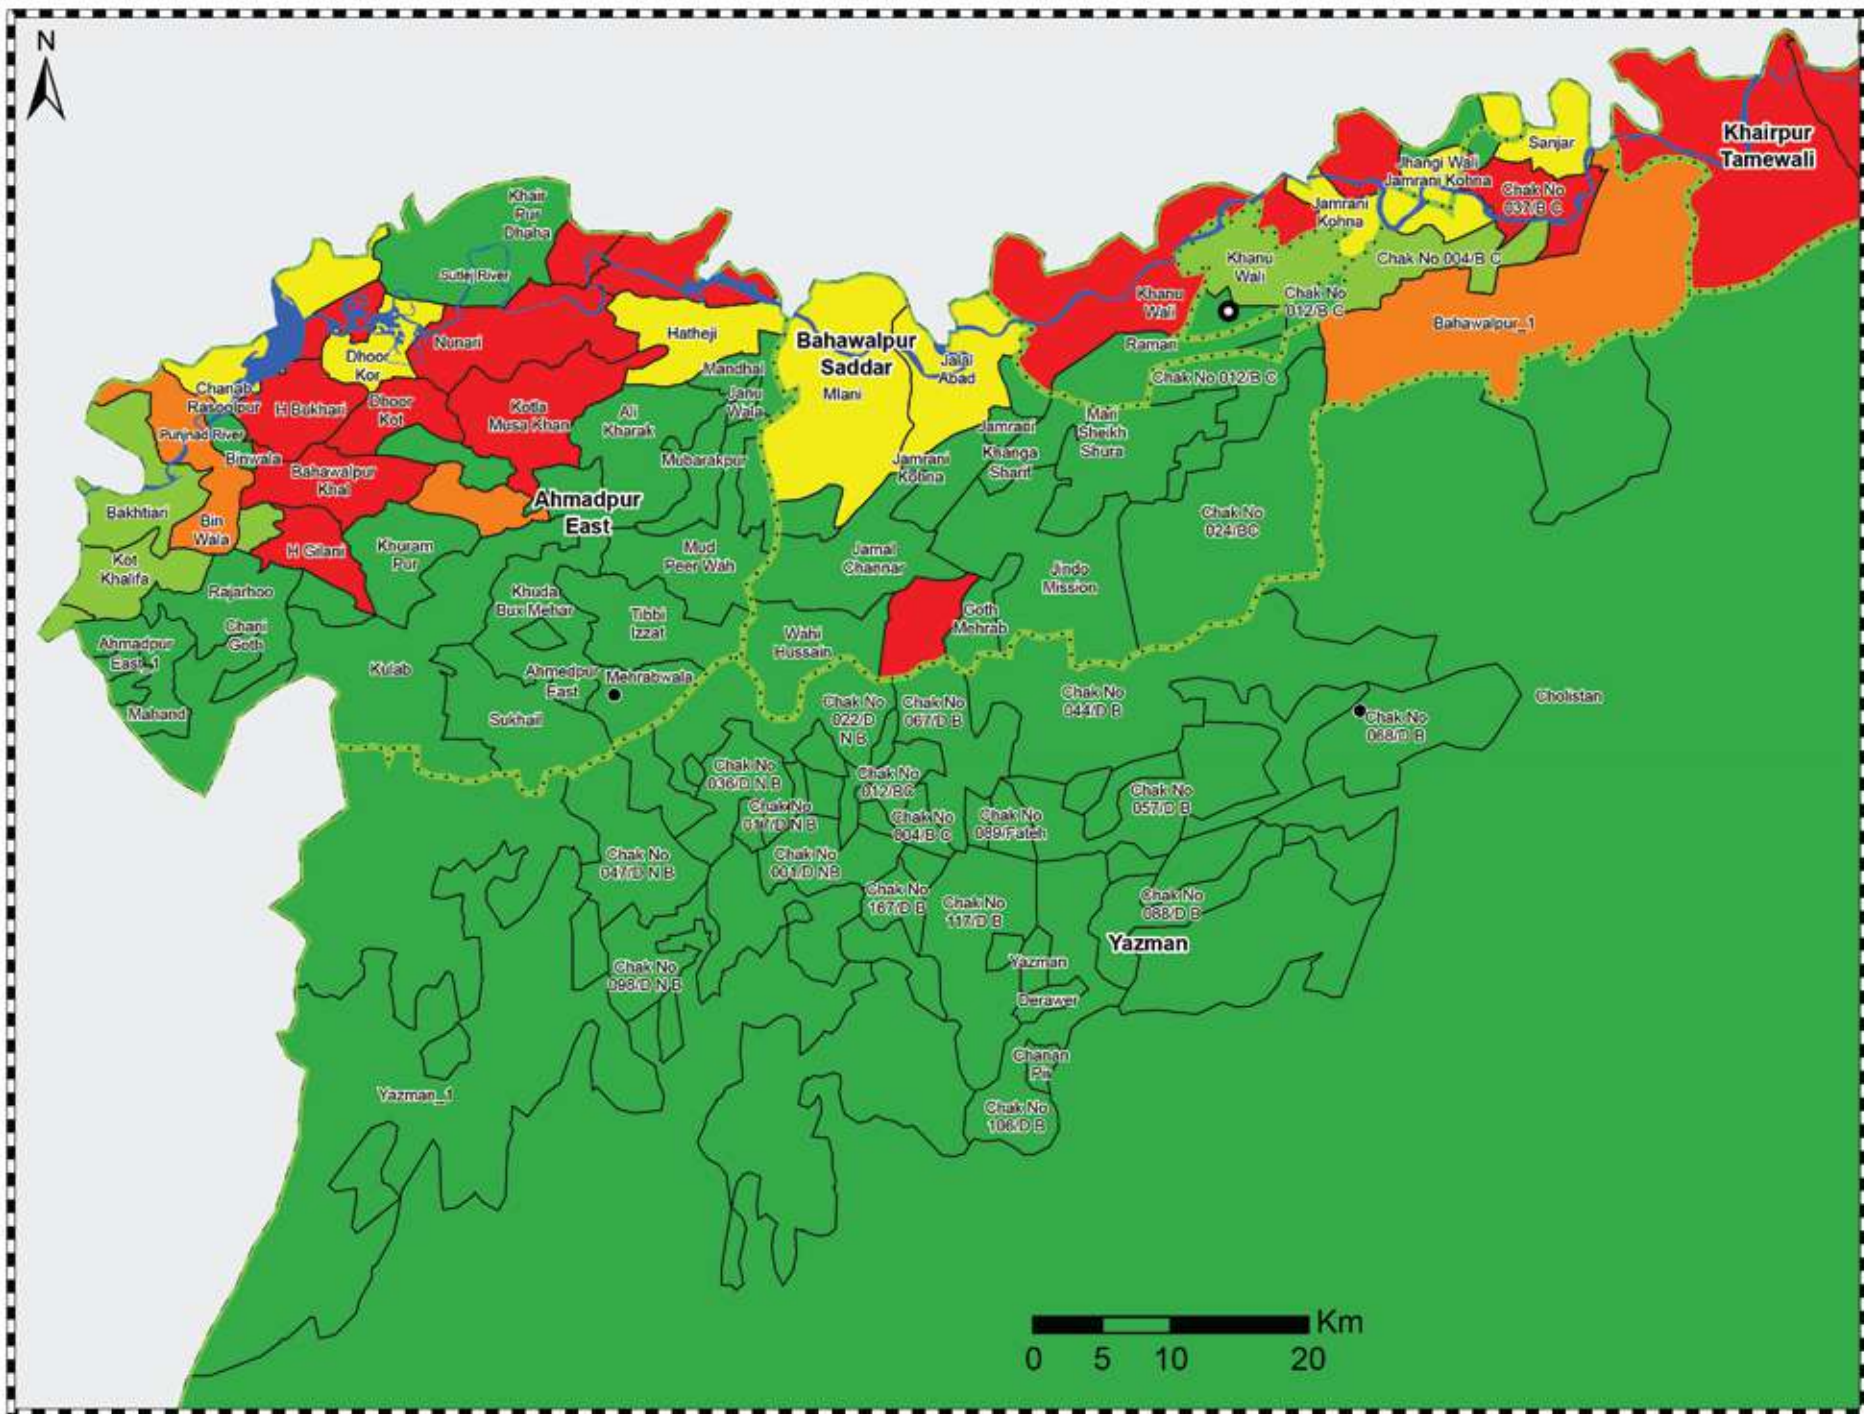 N
Khairpur
Tamewali
Sanjar
Jhangi Wali
Jamrani Kohna
Chak No
037/B C
Jamrani
Kohna
Khair
Pur
Dhaha
Sutlej River
Khanu
Wali
Chak No 004/B C
Chak No
012/B C
Khanu
Wali
Bahawalpur_1
Raman
Chak No 012/B C
Hatheji
Nunari
Bahawalpur
Saddar
Mlani
Jalal
Abad
Mandhal
Janu
Wala
Dhoor
Kor
Chanab
Rasoolpur
H Bukhari
Dhoor
Kot
Kotla
Musa Khan
Ali
Kharak
Punjnad River
Binwala
Bahawalpur
Khai
Mubarakpur
Jamrani
Kohna
Jamrani
Khanga
Sharif
Mari
Sheikh
Shura
Ahmadpur
East
Bakhtiari
Bin
Wala
Chak No
024/BC
H Gilani
Khuram
Pur
Mud
Peer Wah
Jamal
Channar
Kot
Khalifa
Jindo
Mission
Rajarhoo
Khuda
Bux Mehar
Tibbi
Izzat
Goth
Mehrab
Chani
Goth
Wahi
Hussain
Ahmadpur
East_1
Kulab
Ahmedpur
East
Mehrabwala
Mahand
Sukhail
Chak No
022/D
N B
Chak No
067/D B
Chak No
044/D B
Cholistan
Chak No
068/D B
Chak No
036/D N B
Chak No
012/BC
Chak No
057/D B
Chak No
017/D N B
Chak No
004/B C
Chak No
089/Fateh
Chak No
047/D N B
Chak No
001/D NB
Chak No
167/D B
Chak No
117/D B
Chak No
088/D B
Yazman
Chak No
098/D N B
Yazman
Derawer
Chanan
Pir
Yazman_1
Chak No
106/D B
Km
0 5 10 20